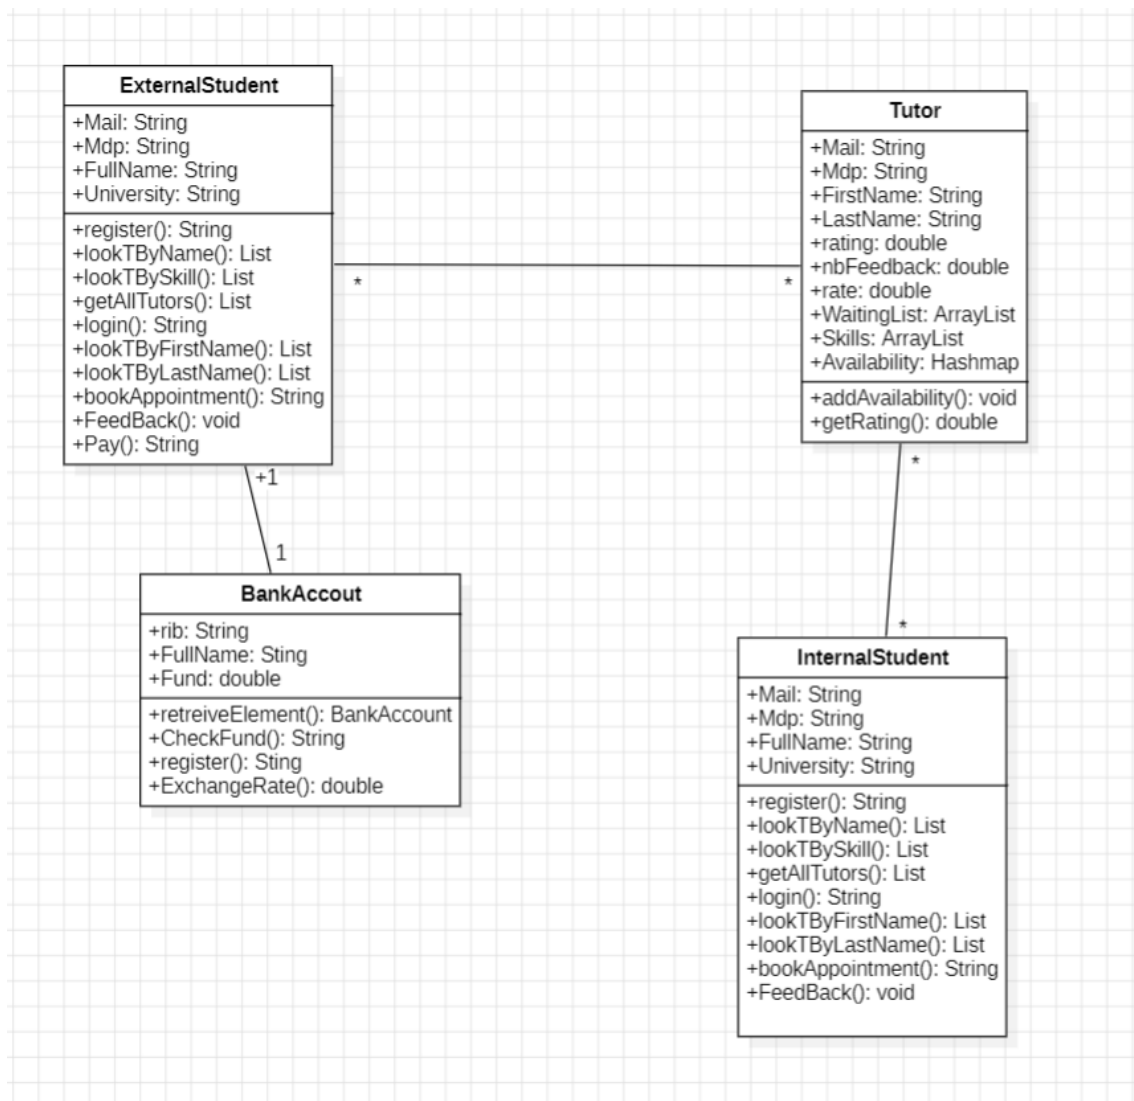 ExternalStudent
+Mail: String
+Mdp: String
+FullName: String
+University: String
+register(): String
+lookTByName(): List
+lookTBySkill(): List
+getAllTutors(): List
+login(): String
+lookTByFirstName(): List
+lookTByLastName(): List
+bookAppointment(): String
+FeedBack(): void
+Pay(): String
*
*
Tutor
+Mail: String
+Mdp: String
+FirstName: String
+LastName: String
+rating: double
+nbFeedback: double
+rate: double
+WaitingList: ArrayList
+Skills: ArrayList
+Availability: Hashmap
+addAvailability(): void
+getRating(): double
+1
1
BankAccout
+rib: String
+FullName: Sting
+Fund: double
+retreiveElement(): BankAccount
+CheckFund(): String
+register(): Sting
+ExchangeRate(): double
*
*
InternalStudent
+Mail: String
+Mdp: String
+FullName: String
+University: String
+register(): String
+lookTByName(): List
+lookTBySkill(): List
+getAllTutors(): List
+login(): String
+lookTByFirstName(): List
+lookTByLastName(): List
+bookAppointment(): String
+FeedBack(): void